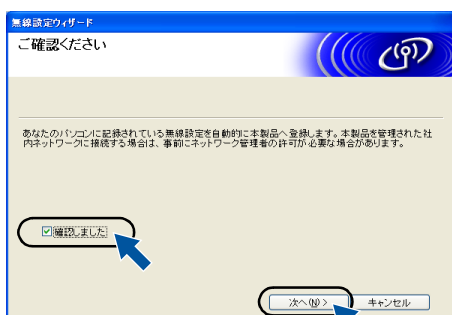 無線設定ウィザード
ご確認ください
あなたのパソコンに記録されている無線設定を自動的に本製品へ登録します。本製品を管理された社
内ネットワークに接続する場合は、事前にネットワーク管理者の許可が必要な場合があります。
確認しました
次へ(N) >
キャンセル